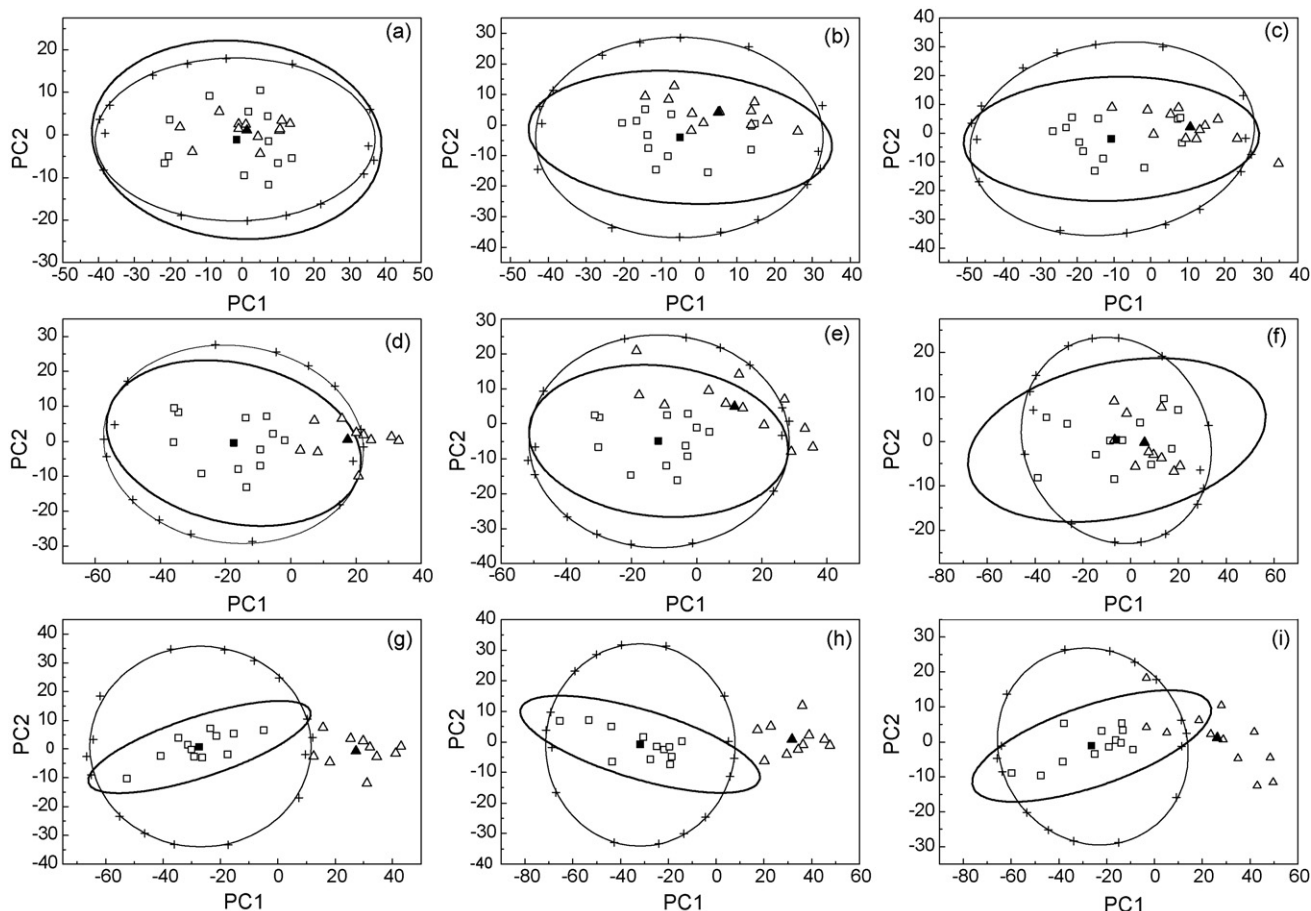 (a)
20
10
0
-10
-20
-30
PC2
-50 -40 -30 -20 -10 0 10 20 30 40 50
PC1
(b)
30
20
10
0
-10
-20
-30
-40
PC2
-50 -40 -30 -20 -10 0 10 20 30 40
PC1
(c)
40
30
20
10
0
-10
-20
-30
-40
PC2
-50 -40 -30 -20 -10 0 10 20 30 40
PC1
(d)
30
20
10
0
-10
-20
-30
PC2
-60 -40 -20 0 20 40
PC1
(e)
30
20
10
0
-10
-20
-30
-40
PC2
-60 -40 -20 0 20 40 60
PC1
(f)
20
10
0
-10
-20
PC2
-80 -60 -40 -20 0 20 40 60
PC1
(g)
40
30
20
10
0
-10
-20
-30
-40
PC2
-80 -60 -40 -20 0 20 40
PC1
(h)
40
30
20
10
0
-10
-20
-30
-40
PC2
-80 -60 -40 -20 0 20 40 60
PC1
(i)
30
20
10
0
-10
-20
-30
PC2
-80 -60 -40 -20 0 20 40 60
PC1